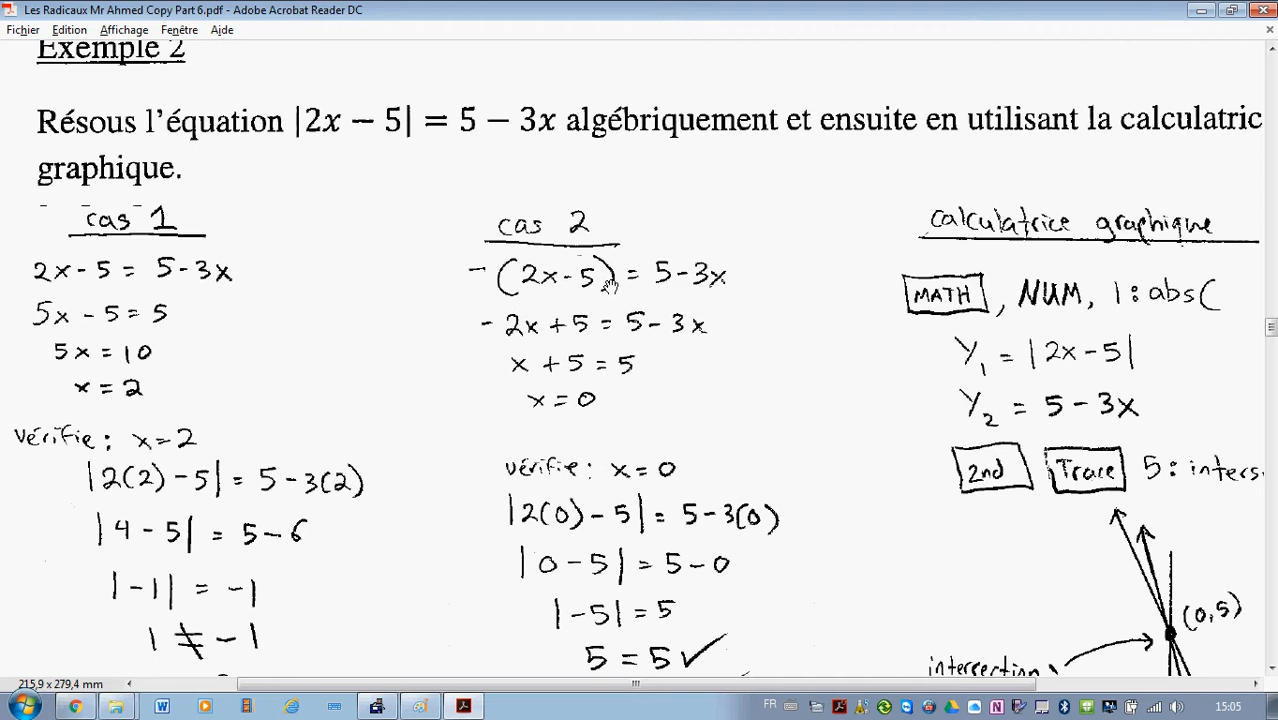 Les Radicaux Mr Ahmed Copy Part 6.pdf - Adobe Acrobat Reader DC
Fichier Edition Affichage Fenêtre Aide
Exemple 2
Résous l'équation |2x − 5| = 5 − 3x algébriquement et ensuite en utilisant la calculatric
graphique.
cas 1
2x - 5 = 5 - 3x
5x - 5 = 5
5x = 10
x = 2
vérifie : x = 2
|2(2) - 5| = 5 - 3(2)
|4 - 5| = 5 - 6
|-1| = -1
1 ≠ -1
cas 2
-(2x - 5) = 5 - 3x
-2x + 5 = 5 - 3x
x + 5 = 5
x = 0
vérifie : x = 0
|2(0) - 5| = 5 - 3(0)
|0 - 5| = 5 - 0
|-5| = 5
5 = 5 ✓
calculatrice graphique
MATH , NUM, 1: abs(
Y₁ = |2x - 5|
Y₂ = 5 - 3x
2nd Trace 5: inters
(0,5)
intersection
215,9 x 279,4 mm
FR 15:05